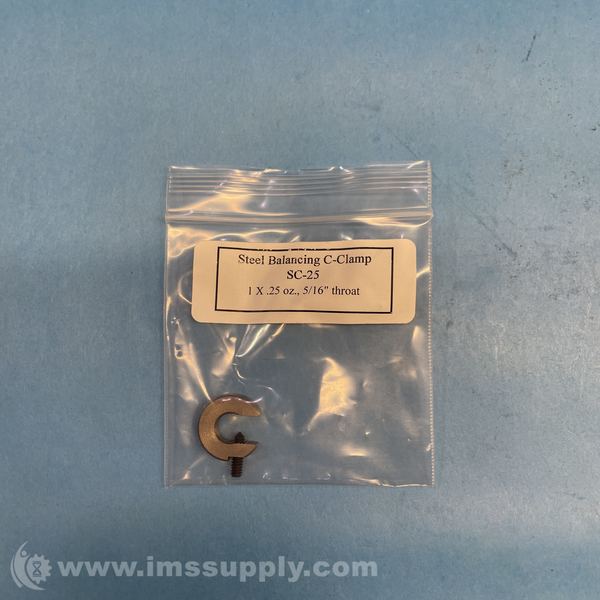 Steel Balancing C-Clamp
SC-25
1 X .25 oz., 5/16" throat
www.imssupply.com